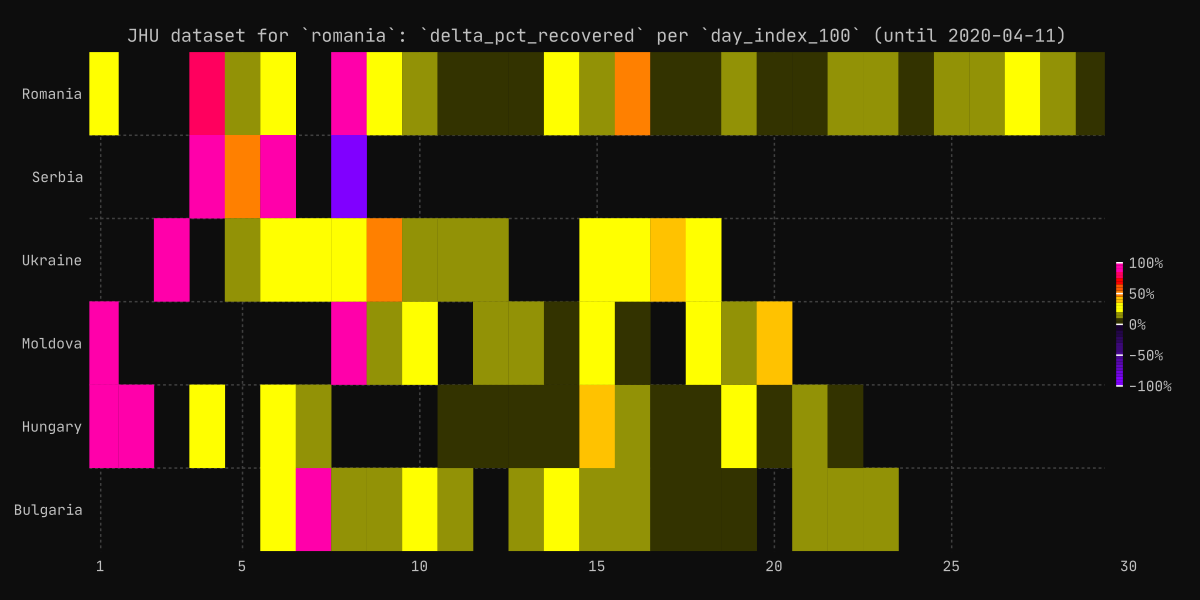 JHU dataset for `romania`: `delta_pct_recovered` per `day_index_100` (until 2020-04-11)
Romania
Serbia
Ukraine
Moldova
Hungary
Bulgaria
100%
50%
0%
-50%
-100%
1 5 10 15 20 25 30